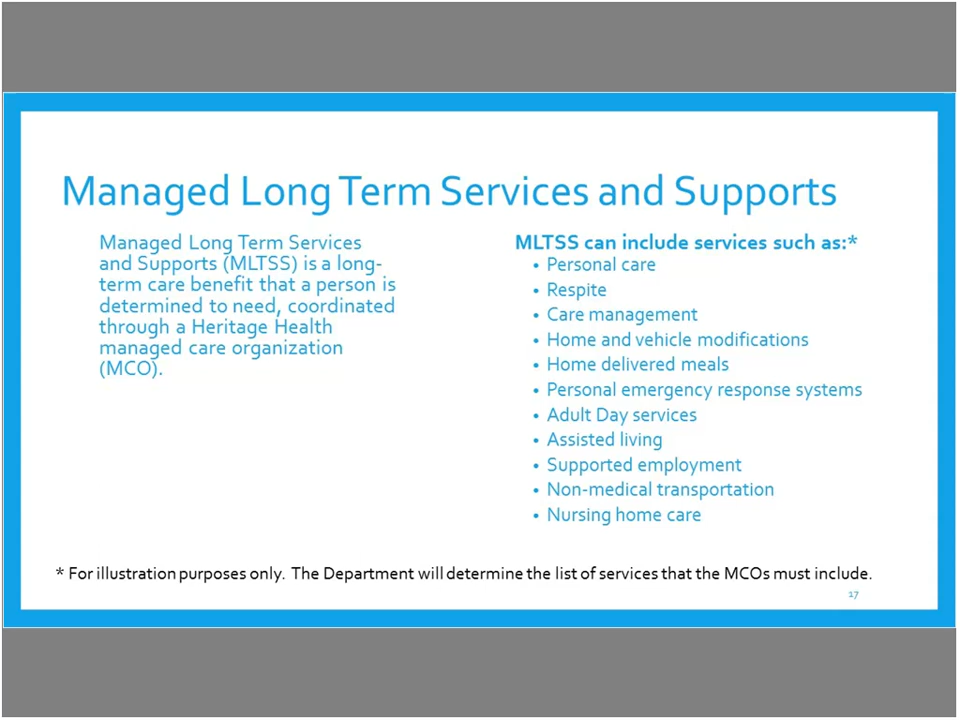 Managed Long Term Services and Supports
Managed Long Term Services
and Supports (MLTSS) is a long-
term care benefit that a person is
determined to need, coordinated
through a Heritage Health
managed care organization
(MCO).
MLTSS can include services such as:*
• Personal care
• Respite
• Care management
• Home and vehicle modifications
• Home delivered meals
• Personal emergency response systems
• Adult Day services
• Assisted living
• Supported employment
• Non-medical transportation
• Nursing home care
* For illustration purposes only. The Department will determine the list of services that the MCOs must include.
17